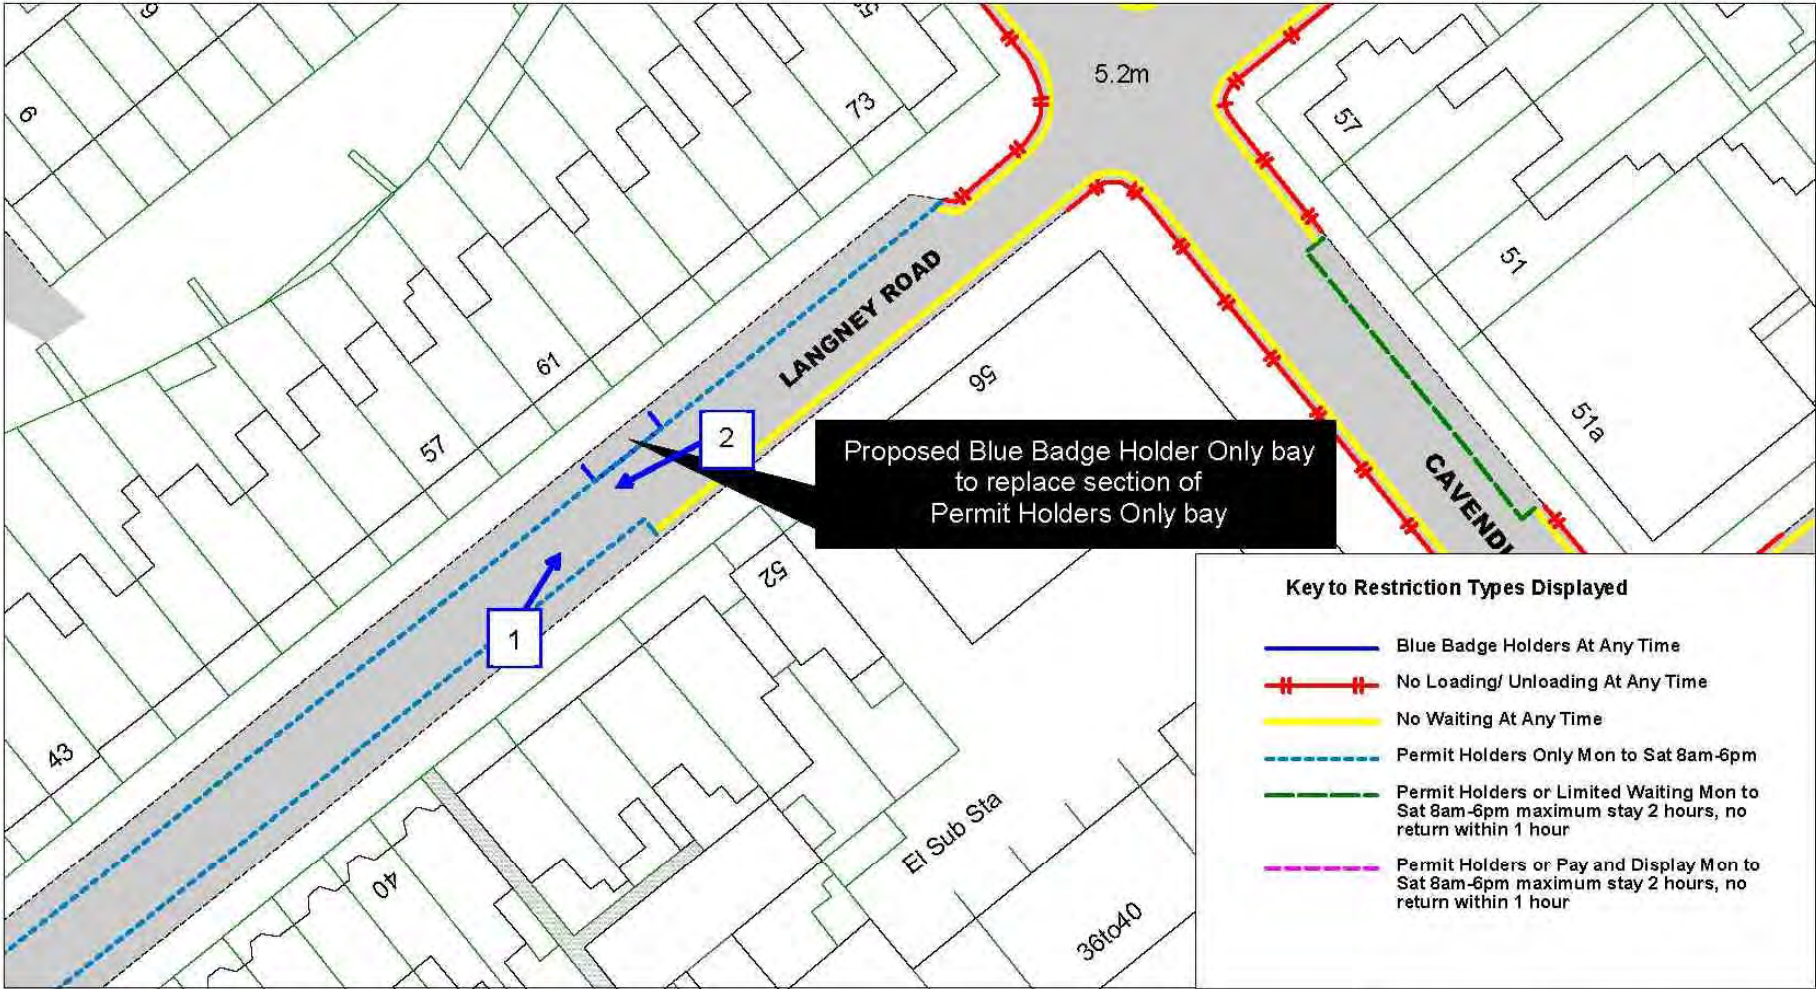 6
9
55
73
5.2m
57
51
51a
LANGNEY ROAD
61
57
56
2
Proposed Blue Badge Holder Only bay
to replace section of
Permit Holders Only bay
CAVENDI
52
1
43
40
El Sub Sta
36to40
Key to Restriction Types Displayed
Blue Badge Holders At Any Time
No Loading/ Unloading At Any Time
No Waiting At Any Time
Permit Holders Only Mon to Sat 8am-6pm
Permit Holders or Limited Waiting Mon to
Sat 8am-6pm maximum stay 2 hours, no
return within 1 hour
Permit Holders or Pay and Display Mon to
Sat 8am-6pm maximum stay 2 hours, no
return within 1 hour